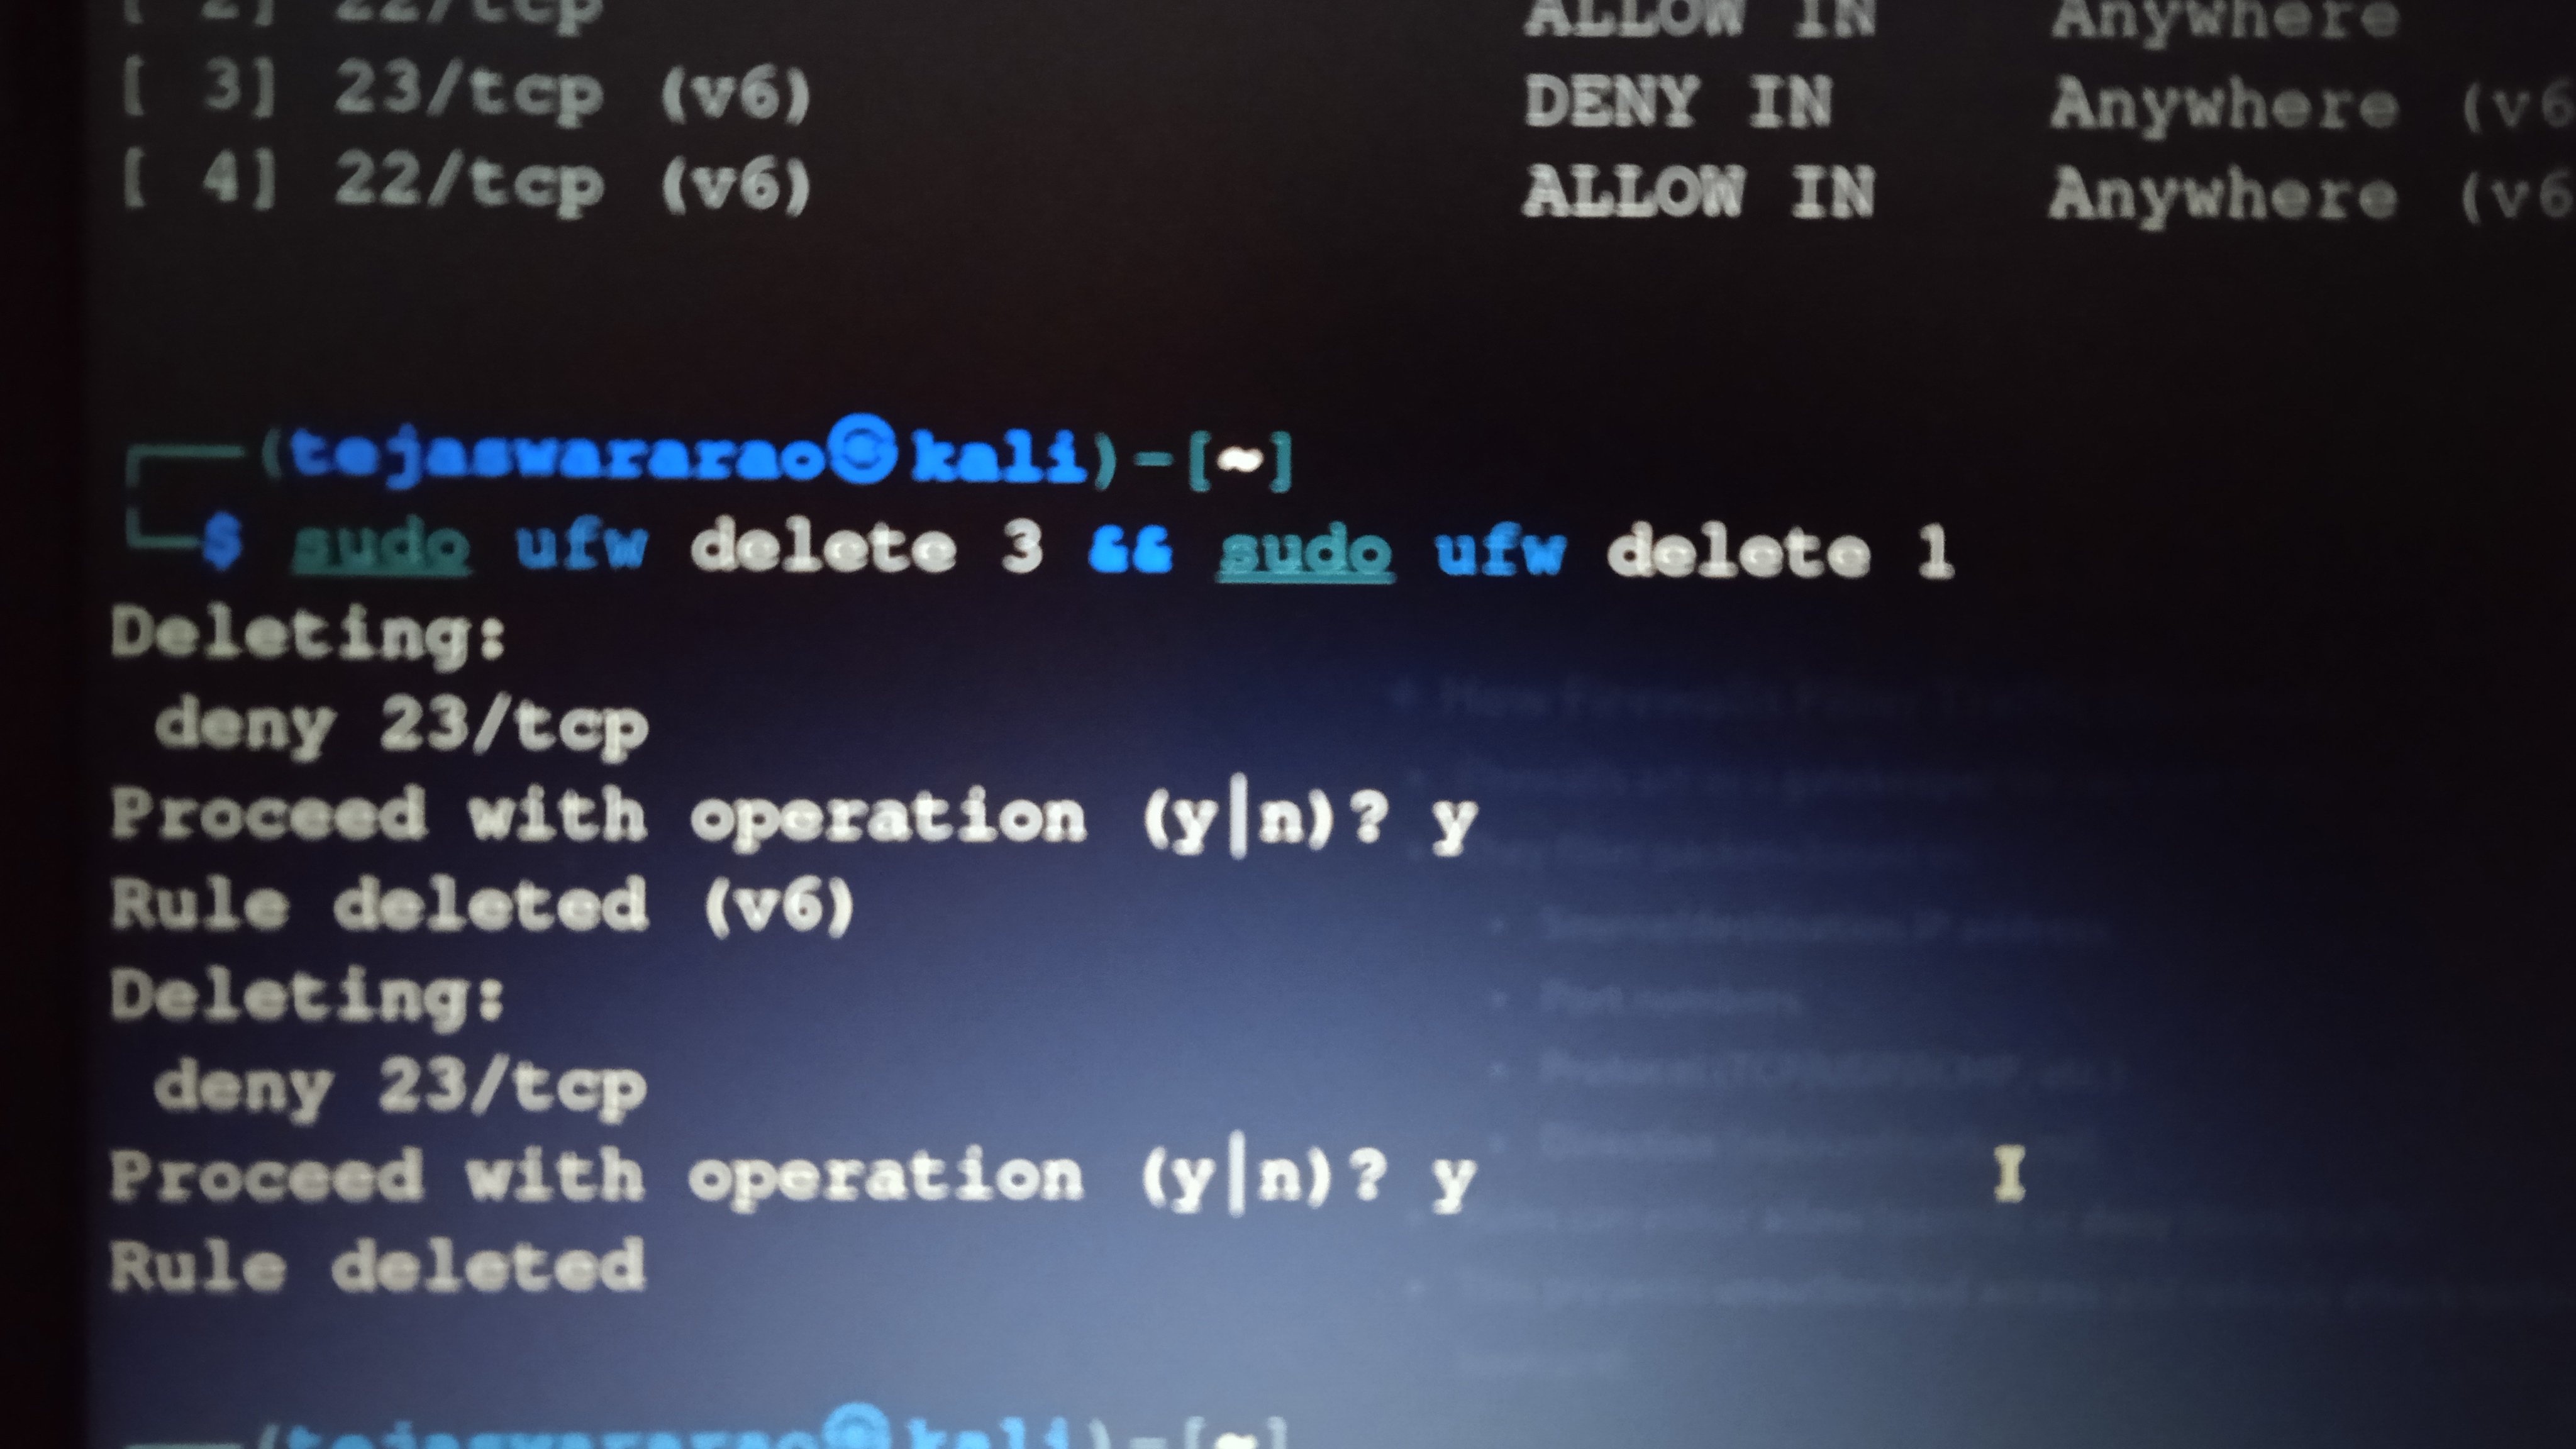 [ 2] 22/tcp ALLOW IN Anywhere
[ 3] 23/tcp (v6) DENY IN Anywhere (v6
[ 4] 22/tcp (v6) ALLOW IN Anywhere (v6
(tejaswararao㉿kali)-[~]
$ sudo ufw delete 3 && sudo ufw delete 1
Deleting:
deny 23/tcp
Proceed with operation (y|n)? y
Rule deleted (v6)
Deleting:
deny 23/tcp
Proceed with operation (y|n)? y
Rule deleted
(tejaswararao㉿kali)-[~]
Port numbers